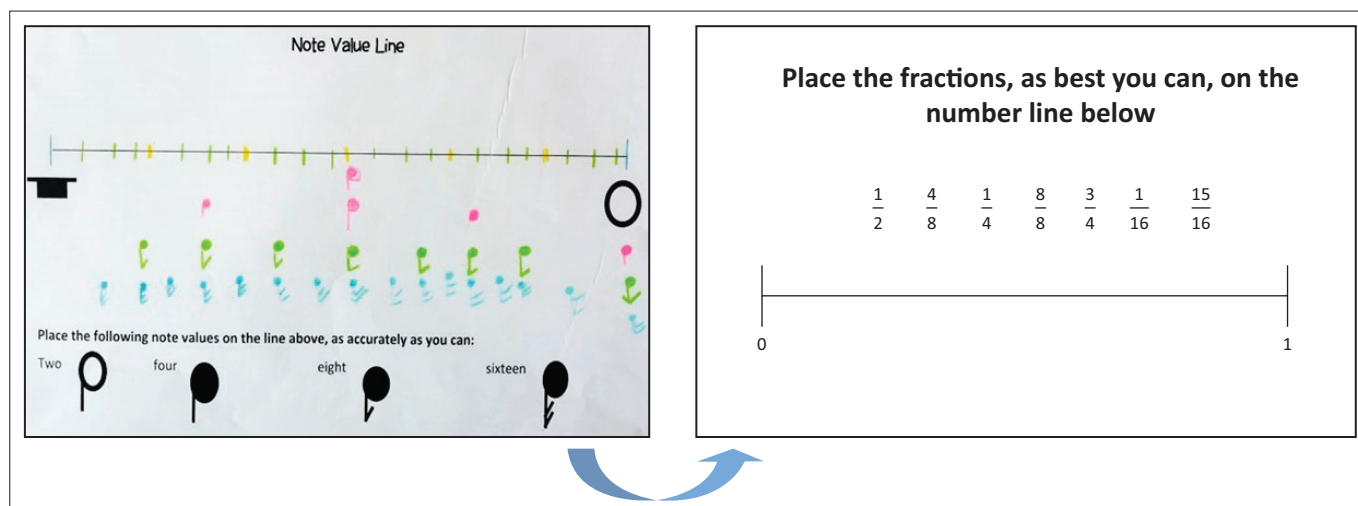 Note Value Line
Place the following note values on the line above, as accurately as you can:
Two four eight sixteen
Place the fractions, as best you can, on the
number line below
1/2 4/8 1/4 8/8 3/4 1/16 15/16
0 1